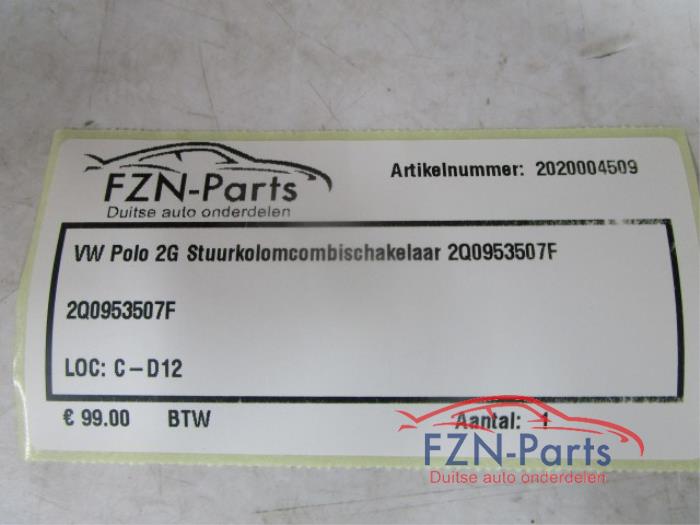 FZN-Parts
Duitse auto onderdelen
Artikelnummer: 2020004509
VW Polo 2G Stuurkolomcombischakelaar 2Q0953507F
2Q0953507F
LOC: C-D12
€ 99.00 BTW Aantal: 1
FZN-Parts
Duitse auto onderdelen